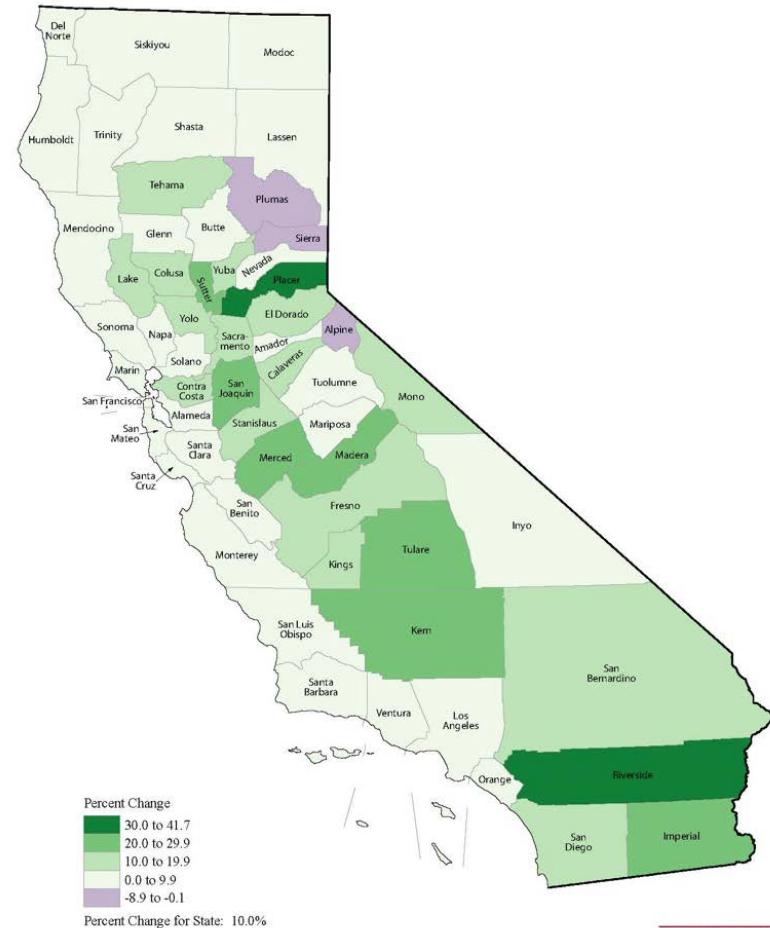 Del
Norte
Siskiyou
Modoc
Humboldt
Trinity
Shasta
Lassen
Tehama
Plumas
Mendocino
Glenn
Butte
Sierra
Lake
Colusa
Sutter
Yuba
Nevada
Placer
Yolo
El Dorado
Sonoma
Napa
Sacra-
mento
Amador
Alpine
Solano
Calaveras
Marin
Contra
Costa
San
Joaquin
Tuolumne
Mono
San Francisco
Alameda
Stanislaus
Mariposa
San
Mateo
Santa
Clara
Merced
Madera
Santa
Cruz
San
Benito
Fresno
Inyo
Monterey
Kings
Tulare
San Luis
Obispo
Kern
San
Bernardino
Santa
Barbara
Ventura
Los
Angeles
Orange
Riverside
San
Diego
Imperial
Percent Change
30.0 to 41.7
20.0 to 29.9
10.0 to 19.9
0.0 to 9.9
-8.9 to -0.1
Percent Change for State: 10.0%